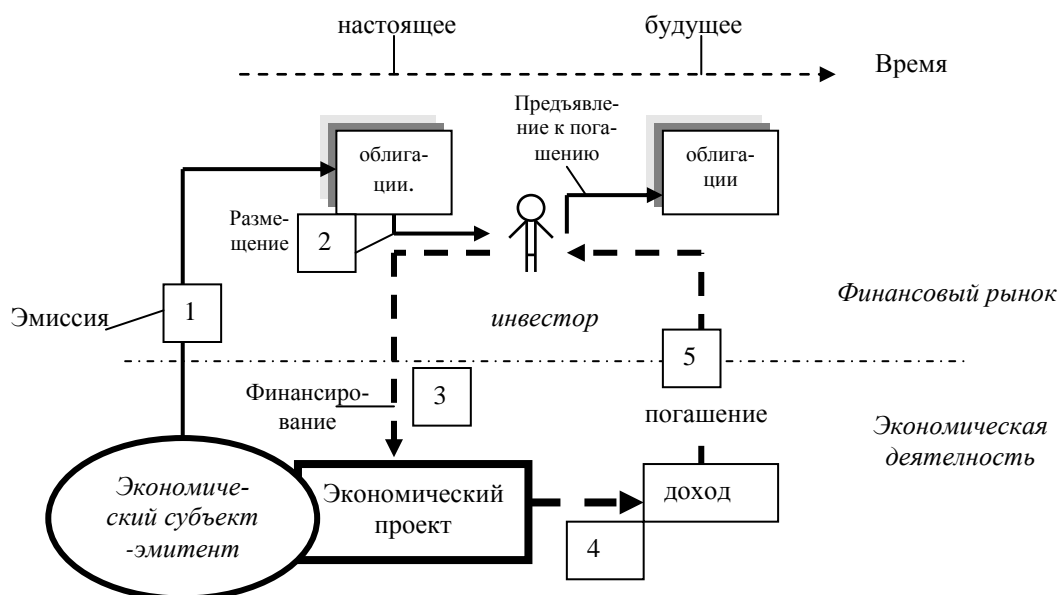 настоящее
будущее
Время
Предъявле-
ние к пога-
шению
облига-
ции.
облига-
ции
Разме-
щение
2
1
Эмиссия
инвестор
Финансовый рынок
5
3
Финансиро-
вание
погашение
Экономическая
деятелность
Экономиче-
ский субъект
-эмитент
Экономический
проект
доход
4